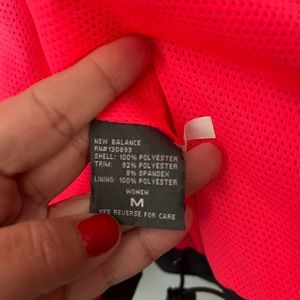 NEW BALANCE
RN#130893
SHELL: 100% POLYESTER
TRIM: 92% POLYESTER
8% SPANDEX
LINING: 100% POLYESTER
WOMEN
M
SEE REVERSE FOR CARE